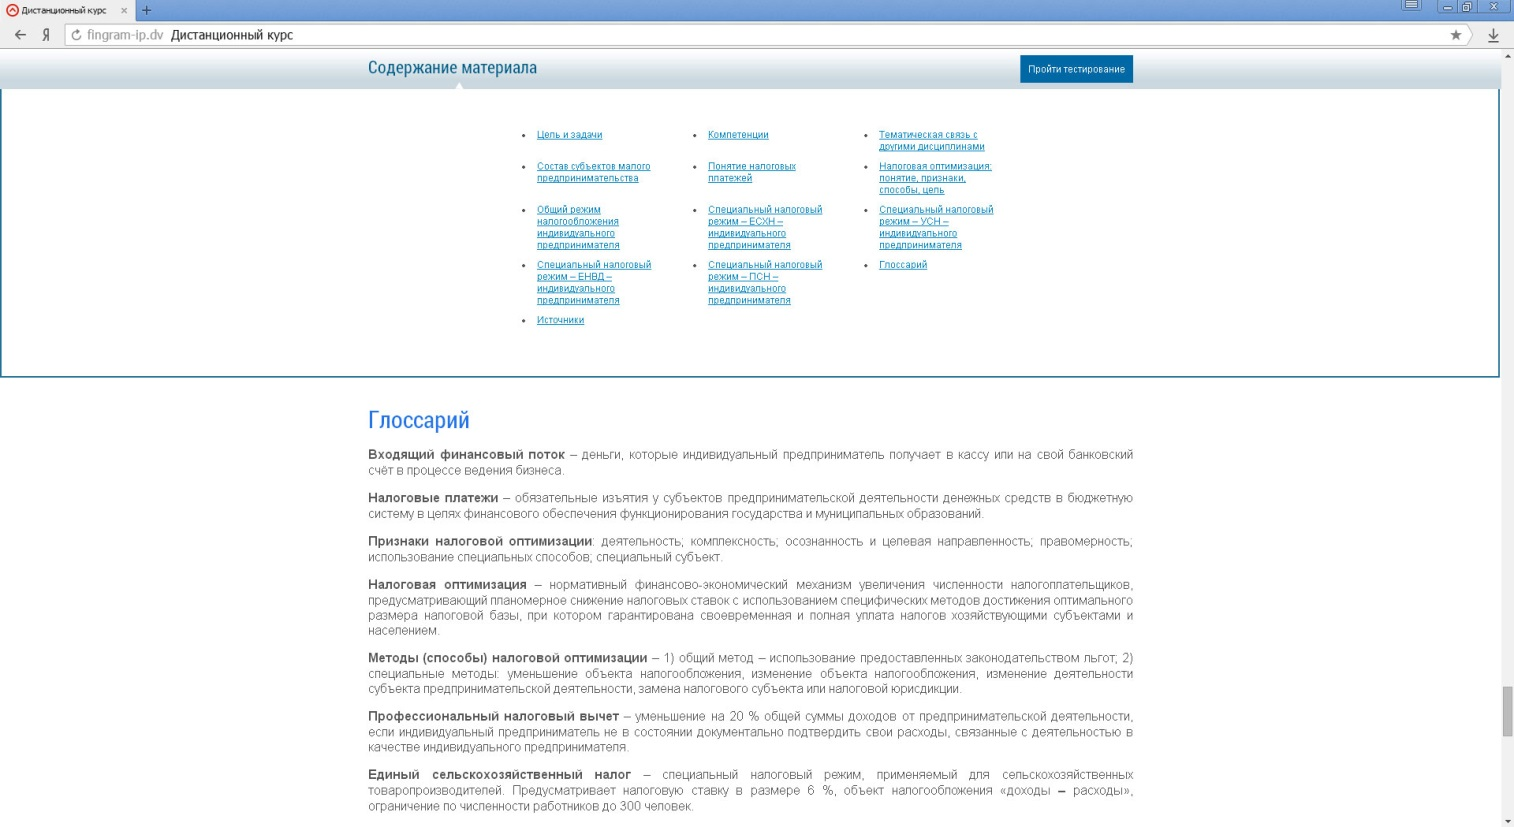 Дистанционный курс
fingram-ip.dv Дистанционный курс
Содержание материала
Пройти тестирование
Цель и задачи
Компетенции
Тематическая связь с
другими дисциплинами
Состав субъектов малого
предпринимательства
Понятие налоговых
платежей
Налоговая оптимизация:
понятие, признаки,
способы, цель
Общий режим
налогообложения
индивидуального
предпринимателя
Специальный налоговый
режим – ЕСХН –
индивидуального
предпринимателя
Специальный налоговый
режим – УСН –
индивидуального
предпринимателя
Специальный налоговый
режим – ЕНВД –
индивидуального
предпринимателя
Специальный налоговый
режим – ПСН –
индивидуального
предпринимателя
Глоссарий
Источники
Глоссарий
Входящий финансовый поток – деньги, которые индивидуальный предприниматель получает в кассу или на свой банковский
счёт в процессе ведения бизнеса.
Налоговые платежи – обязательные изъятия у субъектов предпринимательской деятельности денежных средств в бюджетную
систему в целях финансового обеспечения функционирования государства и муниципальных образований.
Признаки налоговой оптимизации: деятельность; комплексность; осознанность и целевая направленность; правомерность;
использование специальных способов; специальный субъект.
Налоговая оптимизация – нормативный финансово-экономический механизм увеличения численности налогоплательщиков,
предусматривающий планомерное снижение налоговых ставок с использованием специфических методов достижения оптимального
размера налоговой базы, при котором гарантирована своевременная и полная уплата налогов хозяйствующими субъектами и
населением.
Методы (способы) налоговой оптимизации – 1) общий метод – использование предоставленных законодательством льгот; 2)
специальные методы: уменьшение объекта налогообложения, изменение объекта налогообложения, изменение деятельности
субъекта предпринимательской деятельности, замена налогового субъекта или налоговой юрисдикции.
Профессиональный налоговый вычет – уменьшение на 20 % общей суммы доходов от предпринимательской деятельности,
если индивидуальный предприниматель не в состоянии документально подтвердить свои расходы, связанные с деятельностью в
качестве индивидуального предпринимателя.
Единый сельскохозяйственный налог – специальный налоговый режим, применяемый для сельскохозяйственных
товаропроизводителей. Предусматривает налоговую ставку в размере 6 %, объект налогообложения «доходы – расходы»,
ограничение по численности работников до 300 человек.